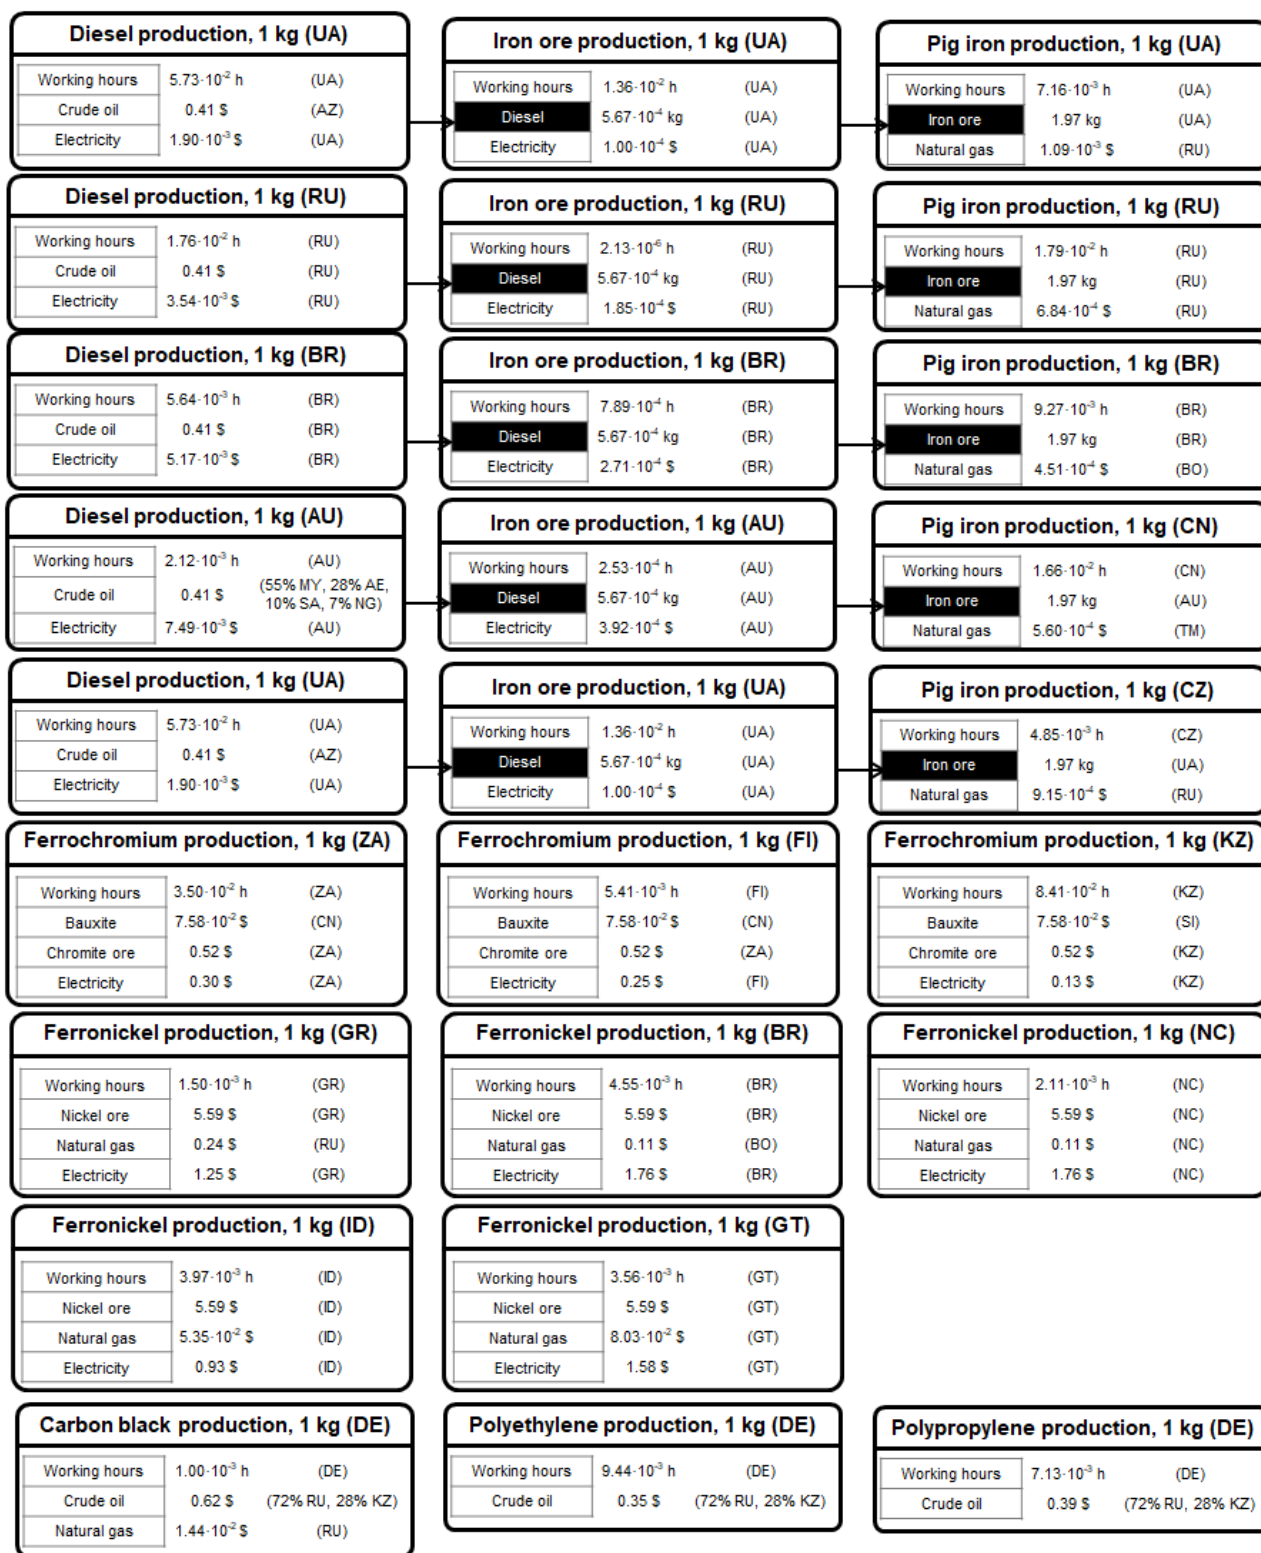 Diesel production, 1 kg (UA)
Working hours 5.73·10⁻² h (UA)
Crude oil 0.41 $ (AZ)
Electricity 1.90·10⁻³ $ (UA)
Iron ore production, 1 kg (UA)
Working hours 1.36·10⁻² h (UA)
Diesel 5.67·10⁻⁴ kg (UA)
Electricity 1.00·10⁻⁴ $ (UA)
Pig iron production, 1 kg (UA)
Working hours 7.16·10⁻³ h (UA)
Iron ore 1.97 kg (UA)
Natural gas 1.09·10⁻³ $ (RU)
Diesel production, 1 kg (RU)
Working hours 1.76·10⁻² h (RU)
Crude oil 0.41 $ (RU)
Electricity 3.54·10⁻³ $ (RU)
Iron ore production, 1 kg (RU)
Working hours 2.13·10⁻⁶ h (RU)
Diesel 5.67·10⁻⁴ kg (RU)
Electricity 1.85·10⁻⁴ $ (RU)
Pig iron production, 1 kg (RU)
Working hours 1.79·10⁻² h (RU)
Iron ore 1.97 kg (RU)
Natural gas 6.84·10⁻⁴ $ (RU)
Diesel production, 1 kg (BR)
Working hours 5.64·10⁻³ h (BR)
Crude oil 0.41 $ (BR)
Electricity 5.17·10⁻³ $ (BR)
Iron ore production, 1 kg (BR)
Working hours 7.89·10⁻⁴ h (BR)
Diesel 5.67·10⁻⁴ kg (BR)
Electricity 2.71·10⁻⁴ $ (BR)
Pig iron production, 1 kg (BR)
Working hours 9.27·10⁻³ h (BR)
Iron ore 1.97 kg (BR)
Natural gas 4.51·10⁻⁴ $ (BO)
Diesel production, 1 kg (AU)
Working hours 2.12·10⁻³ h (AU)
Crude oil 0.41 $ (55% MY, 28% AE,
10% SA, 7% NG)
Electricity 7.49·10⁻³ $ (AU)
Iron ore production, 1 kg (AU)
Working hours 2.53·10⁻⁴ h (AU)
Diesel 5.67·10⁻⁴ kg (AU)
Electricity 3.92·10⁻⁴ $ (AU)
Pig iron production, 1 kg (CN)
Working hours 1.66·10⁻² h (CN)
Iron ore 1.97 kg (AU)
Natural gas 5.60·10⁻⁴ $ (TM)
Diesel production, 1 kg (UA)
Working hours 5.73·10⁻² h (UA)
Crude oil 0.41 $ (AZ)
Electricity 1.90·10⁻³ $ (UA)
Iron ore production, 1 kg (UA)
Working hours 1.36·10⁻² h (UA)
Diesel 5.67·10⁻⁴ kg (UA)
Electricity 1.00·10⁻⁴ $ (UA)
Pig iron production, 1 kg (CZ)
Working hours 4.85·10⁻³ h (CZ)
Iron ore 1.97 kg (UA)
Natural gas 9.15·10⁻⁴ $ (RU)
Ferrochromium production, 1 kg (ZA)
Working hours 3.50·10⁻² h (ZA)
Bauxite 7.58·10⁻² $ (CN)
Chromite ore 0.52 $ (ZA)
Electricity 0.30 $ (ZA)
Ferrochromium production, 1 kg (FI)
Working hours 5.41·10⁻³ h (FI)
Bauxite 7.58·10⁻² $ (CN)
Chromite ore 0.52 $ (ZA)
Electricity 0.25 $ (FI)
Ferrochromium production, 1 kg (KZ)
Working hours 8.41·10⁻² h (KZ)
Bauxite 7.58·10⁻² $ (SI)
Chromite ore 0.52 $ (KZ)
Electricity 0.13 $ (KZ)
Ferronickel production, 1 kg (GR)
Working hours 1.50·10⁻³ h (GR)
Nickel ore 5.59 $ (GR)
Natural gas 0.24 $ (RU)
Electricity 1.25 $ (GR)
Ferronickel production, 1 kg (BR)
Working hours 4.55·10⁻³ h (BR)
Nickel ore 5.59 $ (BR)
Natural gas 0.11 $ (BO)
Electricity 1.76 $ (BR)
Ferronickel production, 1 kg (NC)
Working hours 2.11·10⁻³ h (NC)
Nickel ore 5.59 $ (NC)
Natural gas 0.11 $ (NC)
Electricity 1.76 $ (NC)
Ferronickel production, 1 kg (ID)
Working hours 3.97·10⁻³ h (ID)
Nickel ore 5.59 $ (ID)
Natural gas 5.35·10⁻² $ (ID)
Electricity 0.93 $ (ID)
Ferronickel production, 1 kg (GT)
Working hours 3.56·10⁻³ h (GT)
Nickel ore 5.59 $ (GT)
Natural gas 8.03·10⁻² $ (GT)
Electricity 1.58 $ (GT)
Carbon black production, 1 kg (DE)
Working hours 1.00·10⁻³ h (DE)
Crude oil 0.62 $ (72% RU, 28% KZ)
Natural gas 1.44·10⁻² $ (RU)
Polyethylene production, 1 kg (DE)
Working hours 9.44·10⁻³ h (DE)
Crude oil 0.35 $ (72% RU, 28% KZ)
Polypropylene production, 1 kg (DE)
Working hours 7.13·10⁻³ h (DE)
Crude oil 0.39 $ (72% RU, 28% KZ)